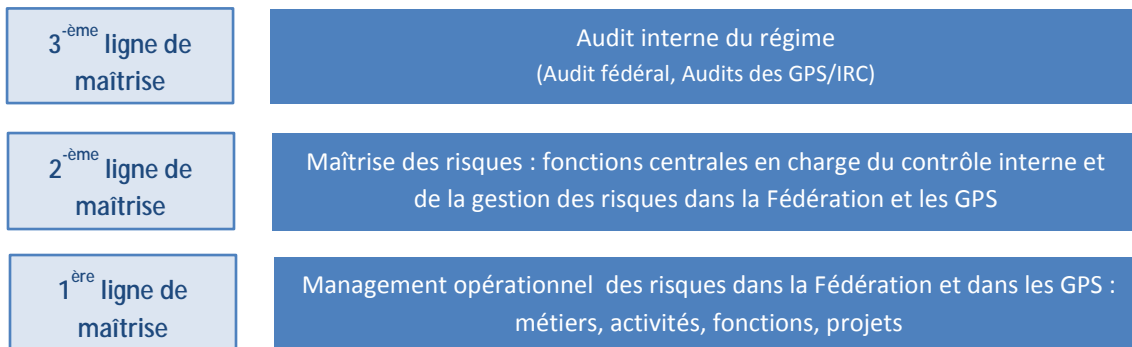 3-ème ligne de
maîtrise
Audit interne du régime
(Audit fédéral, Audits des GPS/IRC)
2-ème ligne de
maîtrise
Maîtrise des risques : fonctions centrales en charge du contrôle interne et
de la gestion des risques dans la Fédération et les GPS
1ère ligne de
maîtrise
Management opérationnel des risques dans la Fédération et dans les GPS :
métiers, activités, fonctions, projets